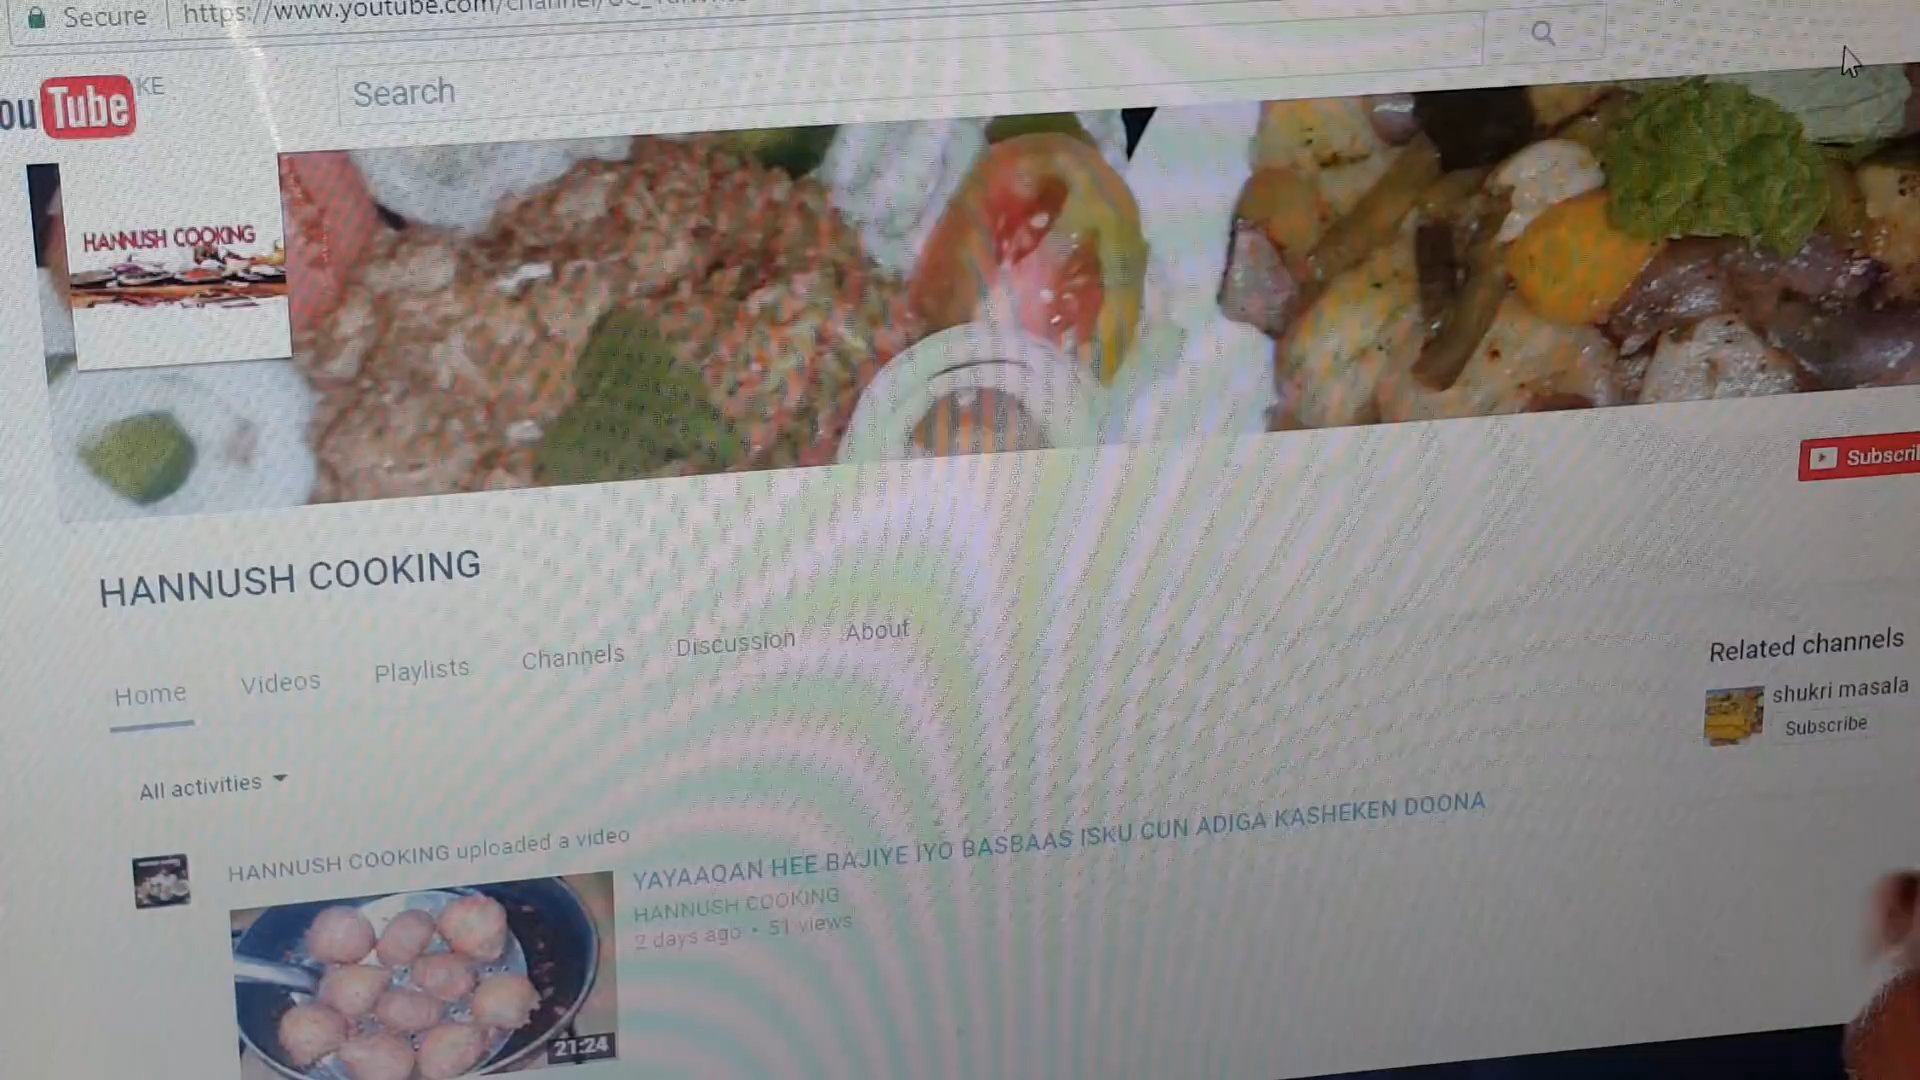 Secure https://www.youtube.com/channel/
ouTube KE
Search
HANNUSH COOKING
Subscri
HANNUSH COOKING
Home Videos Playlists Channels Discussion About
Related channels
shukri masala
Subscribe
All activities
HANNUSH COOKING uploaded a video
YAYAAQAN HEE BAJIYE IYO BASBAAS ISKU CUN ADIGA KASHEKEN DOONA
HANNUSH COOKING
2 days ago • 51 views
21:24